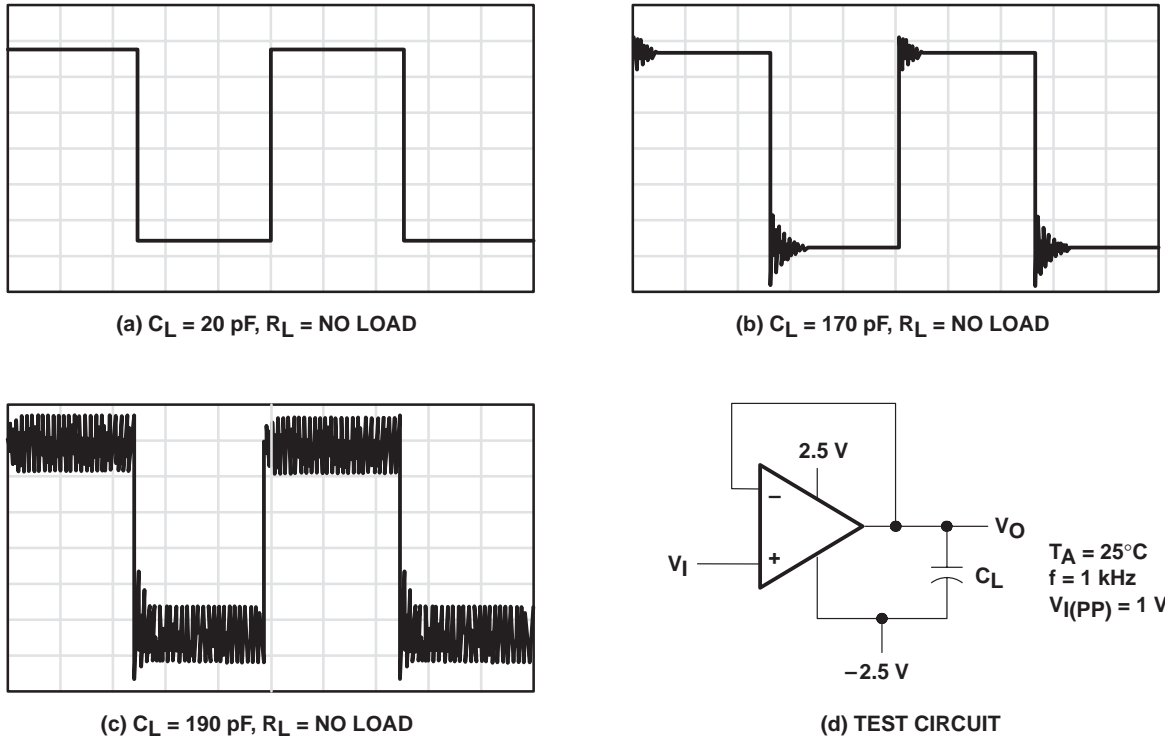 (a) CL = 20 pF, RL = NO LOAD
(b) CL = 170 pF, RL = NO LOAD
(c) CL = 190 pF, RL = NO LOAD
2.5 V
−
+
VI
VO
CL
−2.5 V
TA = 25°C
f = 1 kHz
VI(PP) = 1 V
(d) TEST CIRCUIT